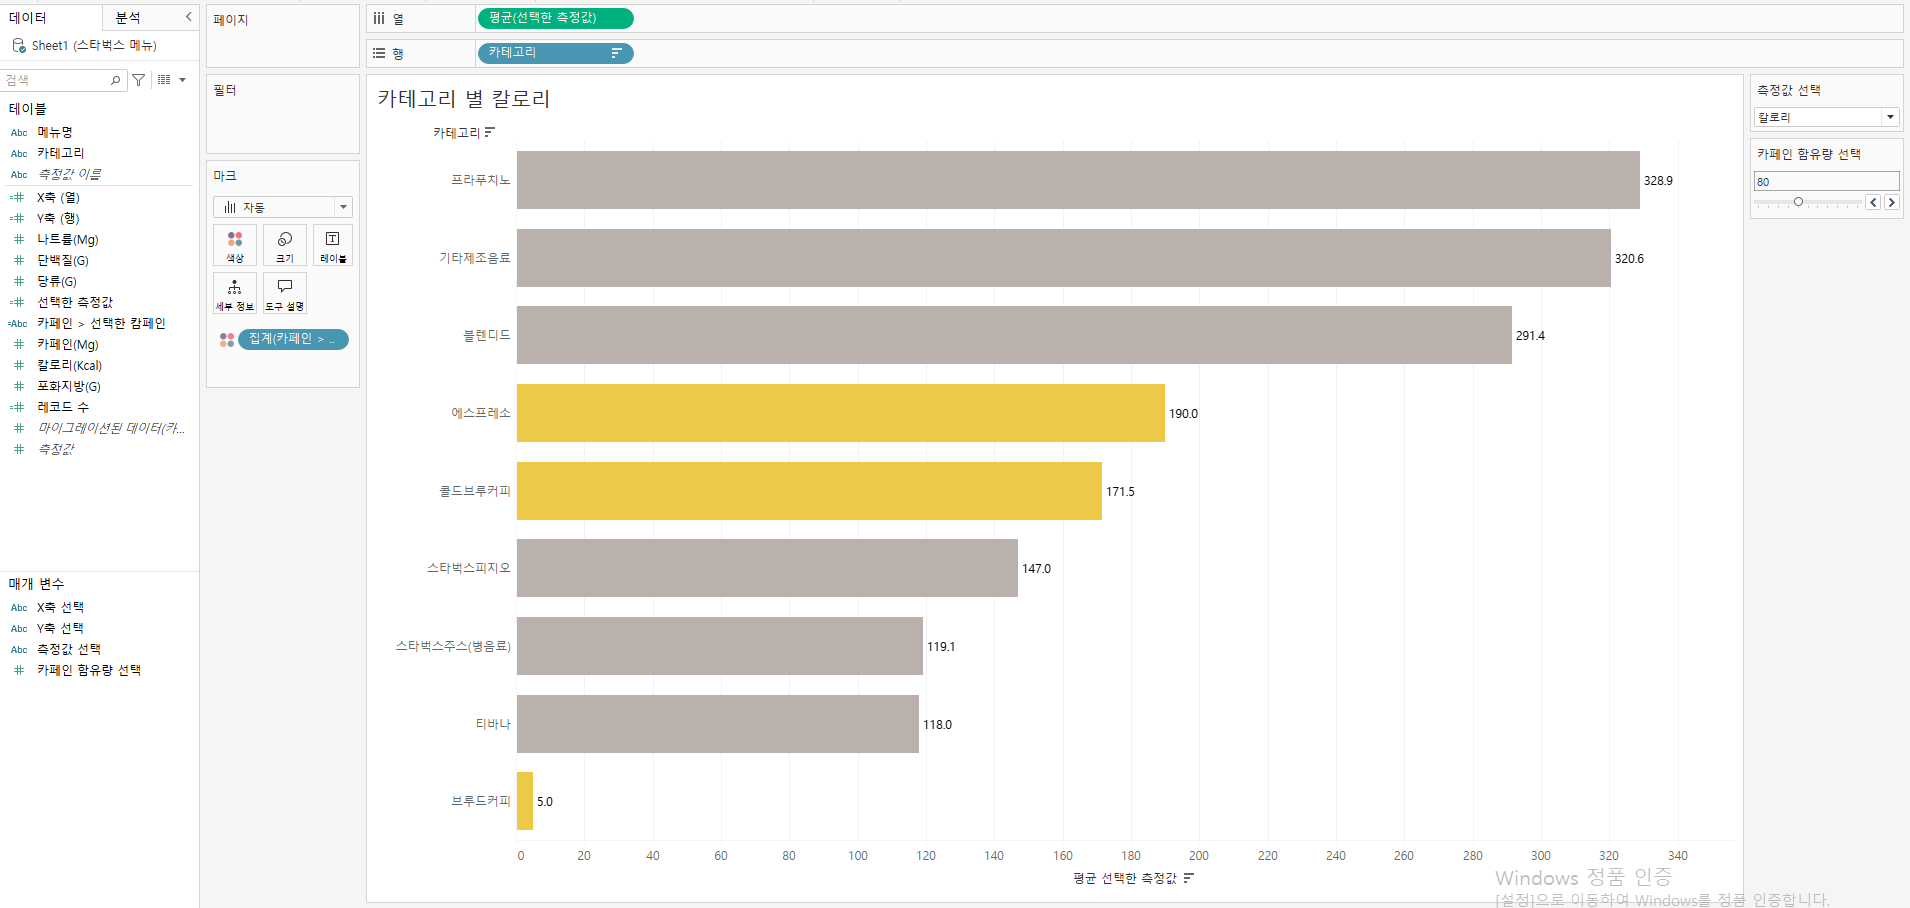 데이터
분석
Sheet1 (스타벅스 메뉴)
검색
테이블
Abc 메뉴명
Abc 카테고리
Abc 측정값 이름
X축 (열)
Y축 (행)
나트륨(Mg)
단백질(G)
당류(G)
선택한 측정값
Abc 카페인 > 선택한 캄페인
카페인(Mg)
칼로리(Kcal)
포화지방(G)
레코드 수
마이그레이션된 데이터(카...
측정값
매개 변수
Abc X축 선택
Abc Y축 선택
Abc 측정값 선택
카페인 함유량 선택
페이지
필터
마크
자동
색상
크기
레이블
세부 정보
도구 설명
집계(카페인 > ..
열
평균(선택한 측정값)
행
카테고리
카테고리 별 칼로리
카테고리
프라푸치노 328.9
기타제조음료 320.6
블렌디드 291.4
에스프레소 190.0
콜드브루커피 171.5
스타벅스피지오 147.0
스타벅스주스(병음료) 119.1
티바나 118.0
브루드커피 5.0
0 20 40 60 80 100 120 140 160 180 200 220 240 260 280 300 320 340
평균 선택한 측정값
측정값 선택
칼로리
카페인 함유량 선택
80
Windows 정품 인증
[설정]으로 이동하여 Windows를 정품 인증합니다.